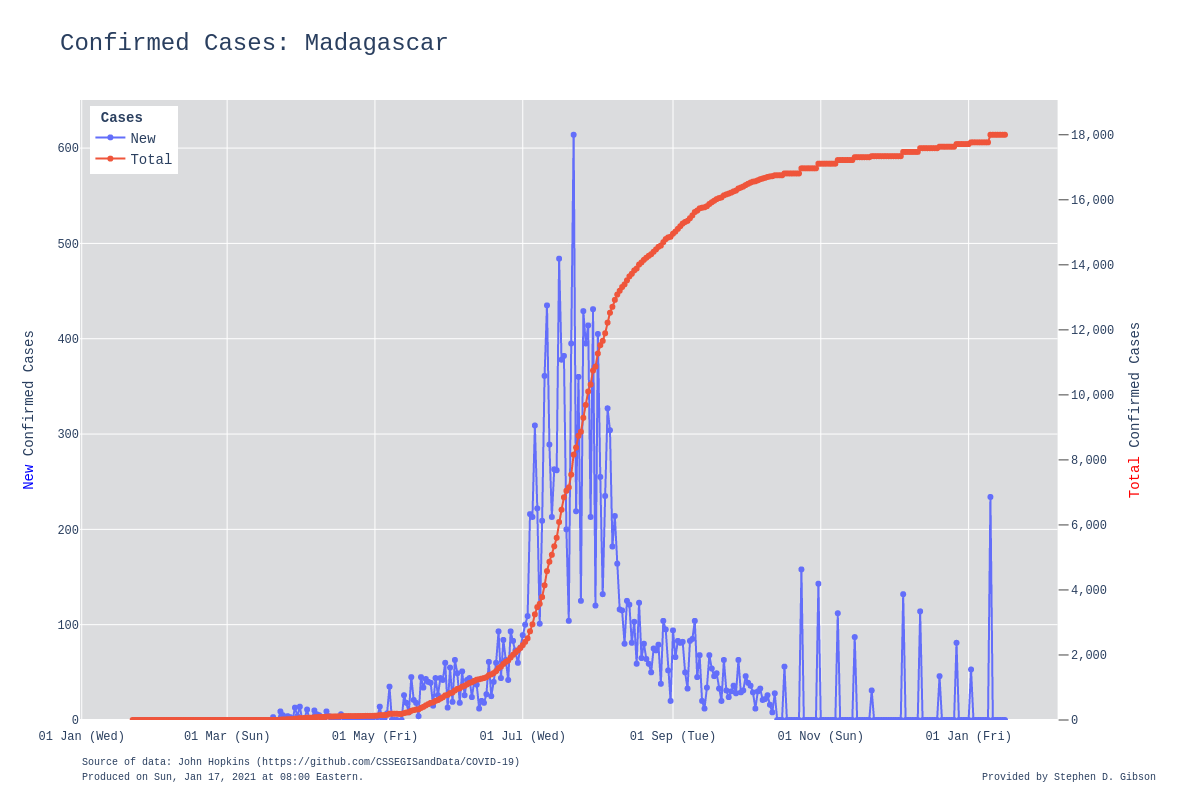 Confirmed Cases: Madagascar
Cases
New
Total
600
500
400
300
200
100
0
18,000
16,000
14,000
12,000
10,000
8,000
6,000
4,000
2,000
0
New Confirmed Cases
Total Confirmed Cases
01 Jan (Wed)
01 Mar (Sun)
01 May (Fri)
01 Jul (Wed)
01 Sep (Tue)
01 Nov (Sun)
01 Jan (Fri)
Source of data: John Hopkins (https://github.com/CSSEGISandData/COVID-19)
Produced on Sun, Jan 17, 2021 at 08:00 Eastern.
Provided by Stephen D. Gibson